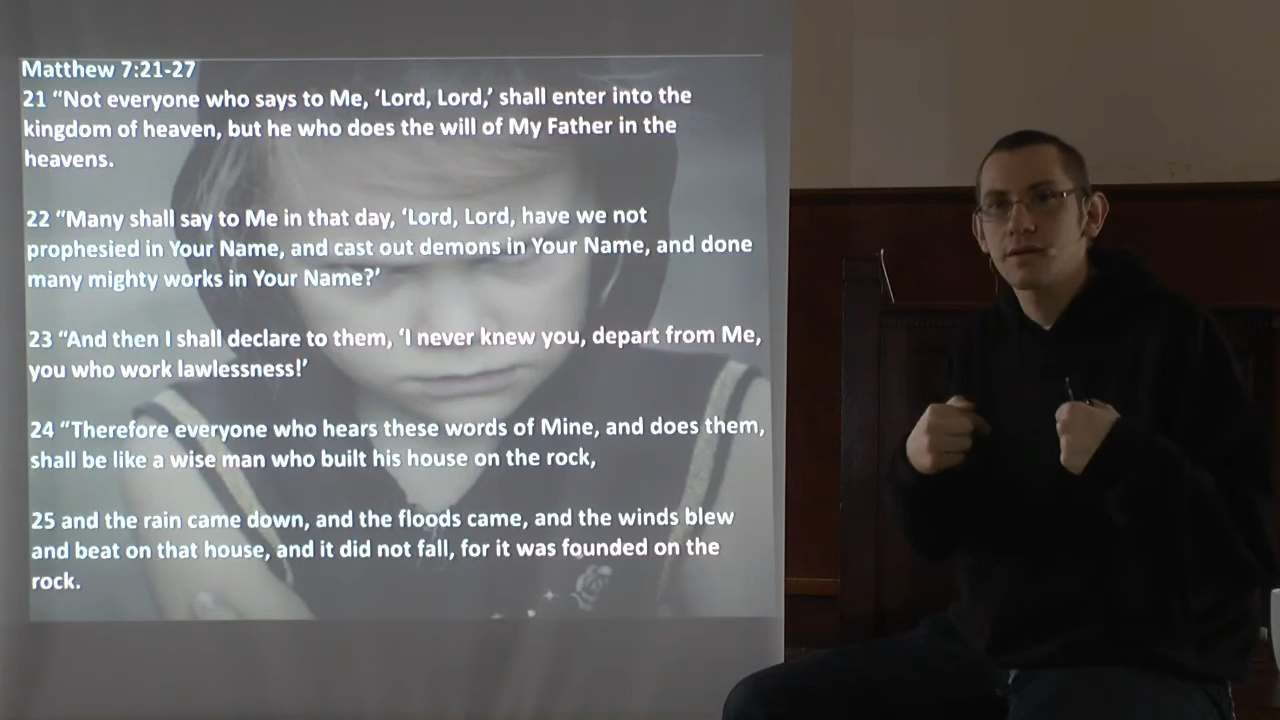 Matthew 7:21-27
21 “Not everyone who says to Me, ‘Lord, Lord,’ shall enter into the
kingdom of heaven, but he who does the will of My Father in the
heavens.
22 “Many shall say to Me in that day, ‘Lord, Lord, have we not
prophesied in Your Name, and cast out demons in Your Name, and done
many mighty works in Your Name?’
23 “And then I shall declare to them, ‘I never knew you, depart from Me,
you who work lawlessness!’
24 “Therefore everyone who hears these words of Mine, and does them,
shall be like a wise man who built his house on the rock,
25 and the rain came down, and the floods came, and the winds blew
and beat on that house, and it did not fall, for it was founded on the
rock.